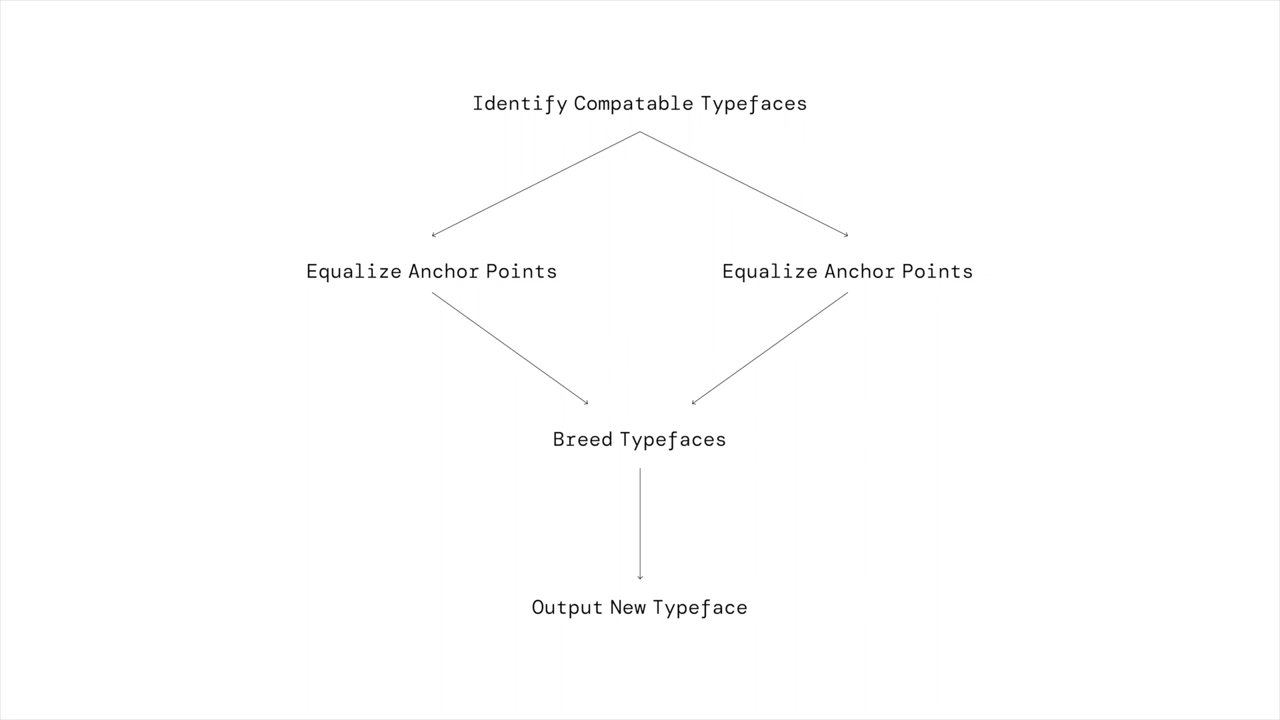 Identify Compatable Typefaces
Equalize Anchor Points
Equalize Anchor Points
Breed Typefaces
Output New Typeface